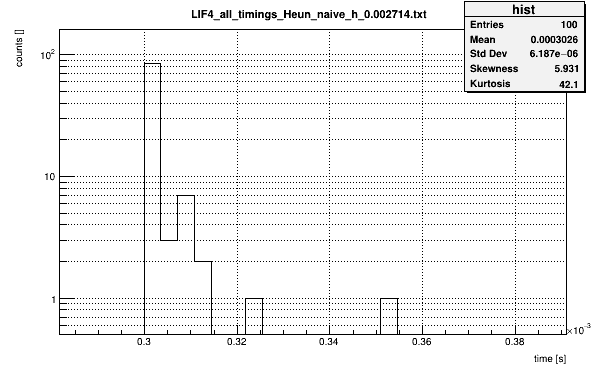 LIF4_all_timings_Heun_naive_h_0.002714.txt
hist
Entries 100
Mean 0.0003026
Std Dev 6.187e−06
Skewness 5.931
Kurtosis 42.1
counts []
10²
10
1
0.3 0.32 0.34 0.36 0.38
×10⁻³
time [s]